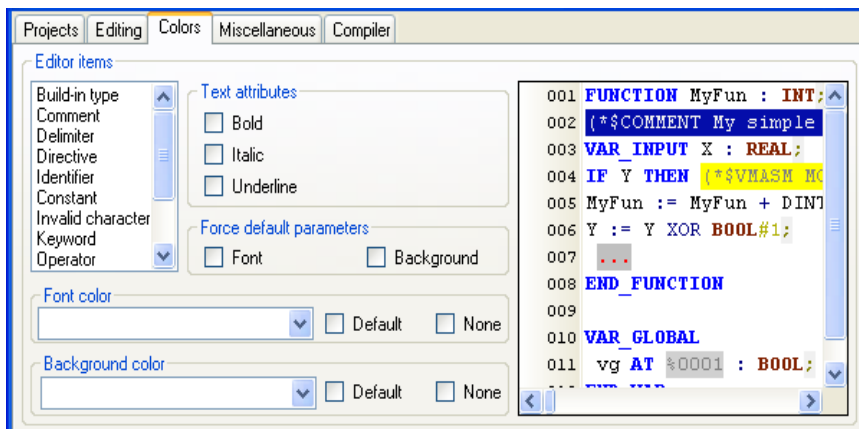 Projects Editing Colors Miscellaneous Compiler
Editor items
Build-in type
Comment
Delimiter
Directive
Identifier
Constant
Invalid character
Keyword
Operator
Text attributes
Bold
Italic
Underline
Force default parameters
Font Background
Font color
Default None
Background color
Default None
001 FUNCTION MyFun : INT;
002 (*$COMMENT My simple
003 VAR_INPUT X : REAL;
004 IF Y THEN (*$VMASM MO
005 MyFun := MyFun + DINT
006 Y := Y XOR BOOL#1;
007 ...
008 END_FUNCTION
009
010 VAR_GLOBAL
011 vg AT %0001 : BOOL;